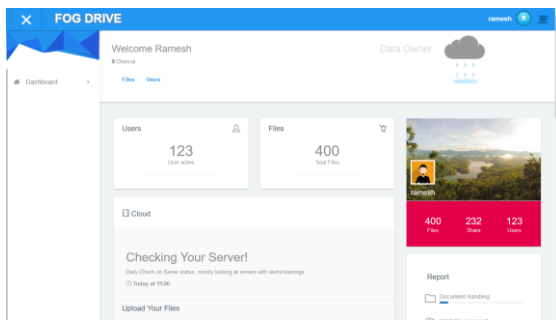 FOG DRIVE
ramesh
Welcome Ramesh
Chennai
Files Users
Data Owner
Dashboard
Users
123
User active
Files
400
Total Files
ramesh
400 232 123
Files Share Users
Cloud
Checking Your Server!
Daily Check on Server status, mostly looking at servers with alerts/warnings
Today at 15:00
Upload Your Files
Report
Document Handling